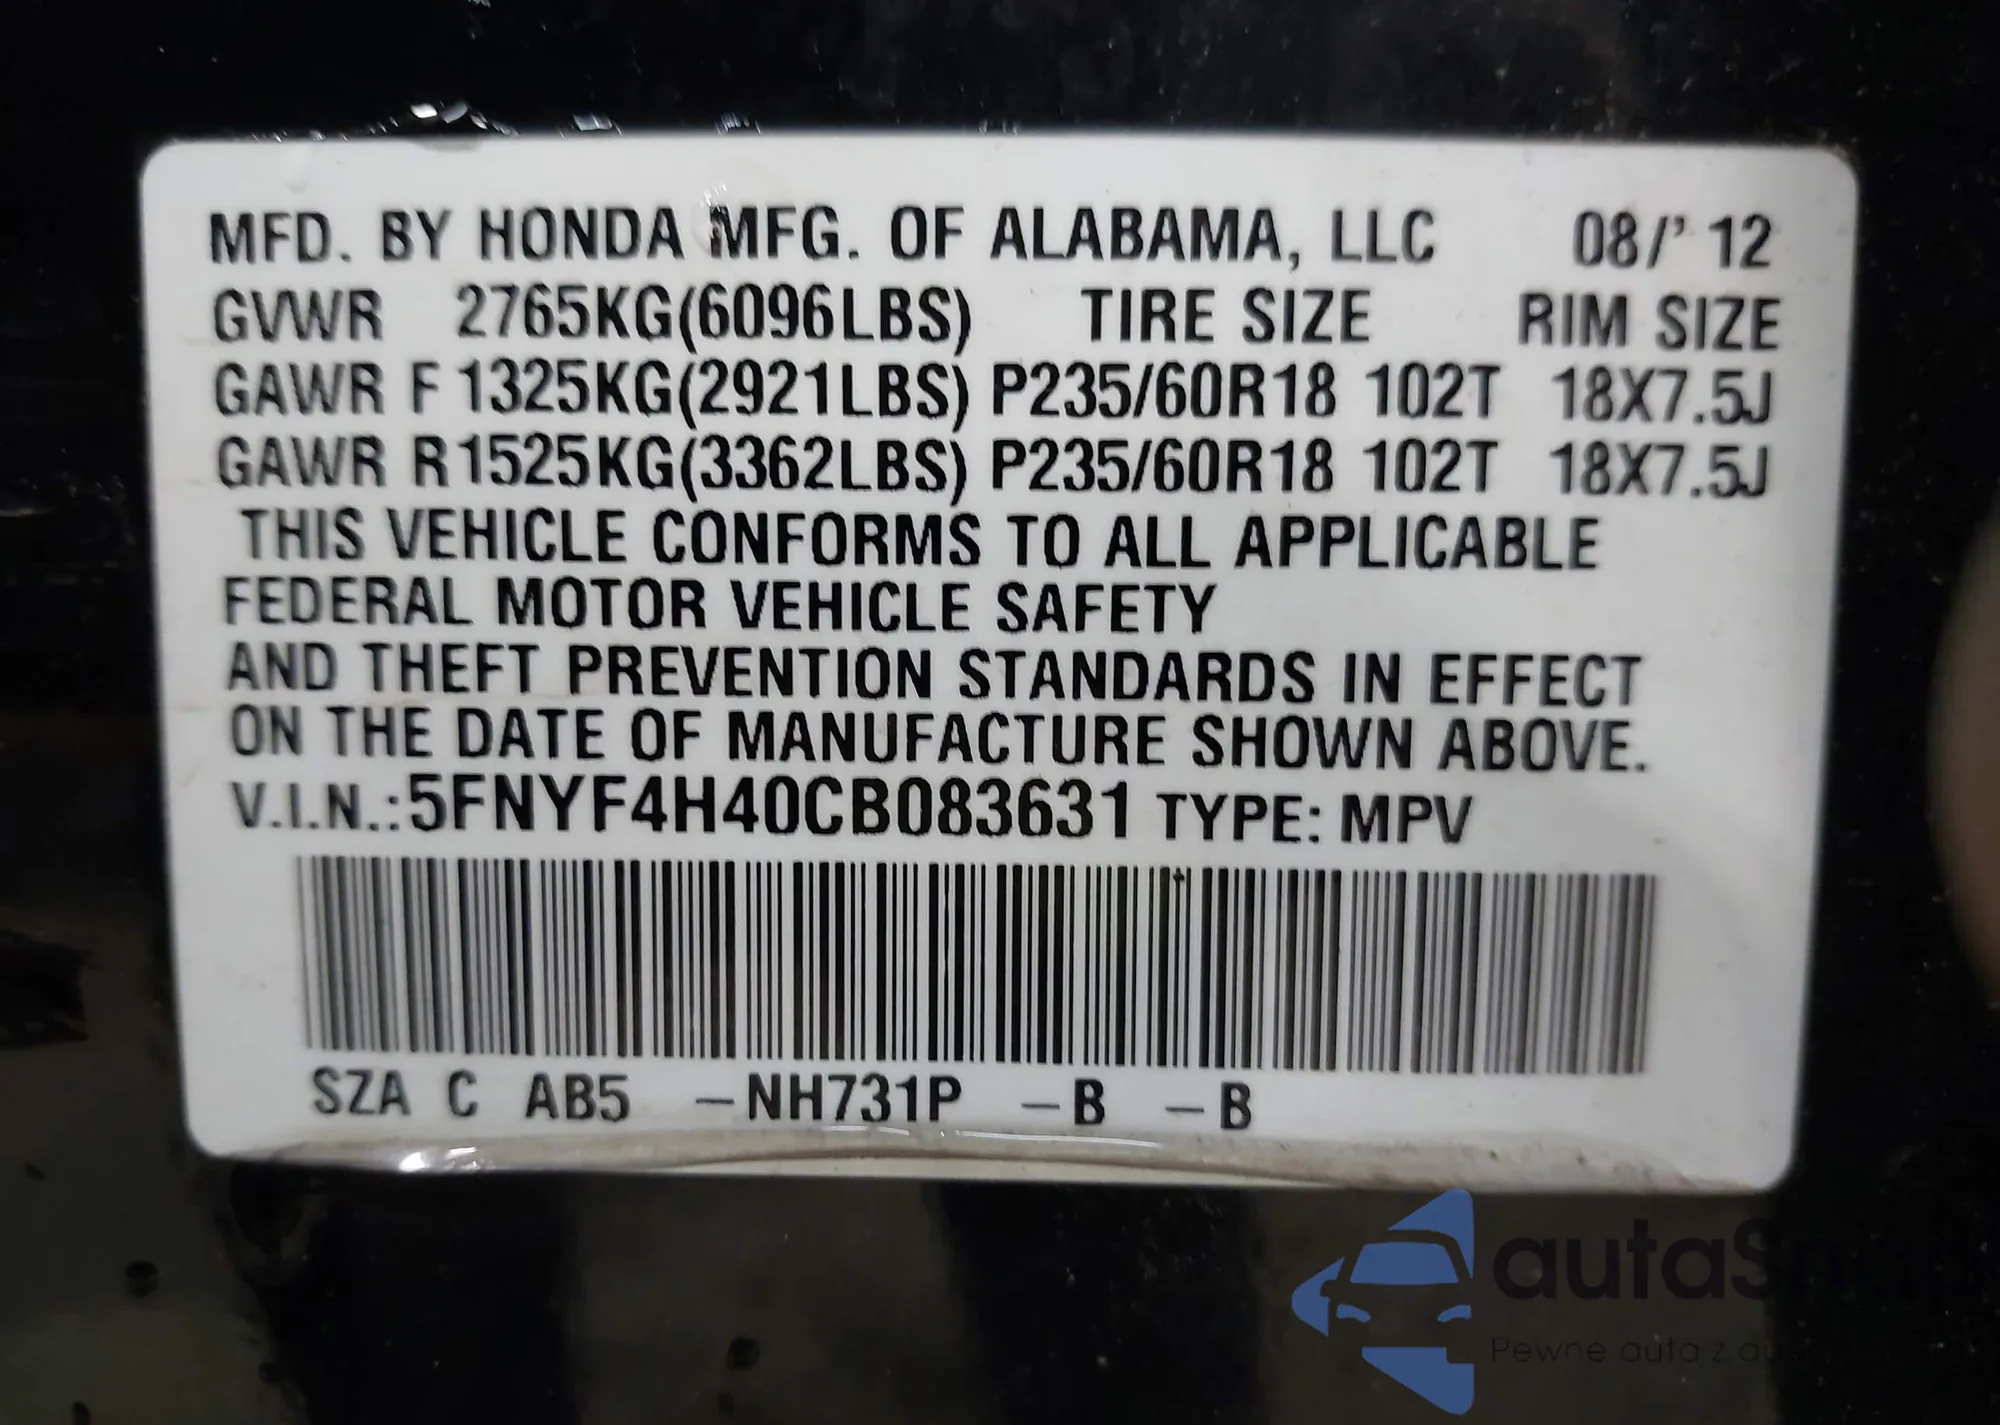 MFD. BY HONDA MFG. OF ALABAMA, LLC 08/' 12
GVWR 2765KG(6096LBS) TIRE SIZE RIM SIZE
GAWR F 1325KG(2921LBS) P235/60R18 102T 18X7.5J
GAWR R 1525KG(3362LBS) P235/60R18 102T 18X7.5J
THIS VEHICLE CONFORMS TO ALL APPLICABLE
FEDERAL MOTOR VEHICLE SAFETY
AND THEFT PREVENTION STANDARDS IN EFFECT
ON THE DATE OF MANUFACTURE SHOWN ABOVE.
V.I.N.:5FNYF4H40CB083631 TYPE: MPV
SZA C AB5 –NH731P –B –B
Pewne auta z